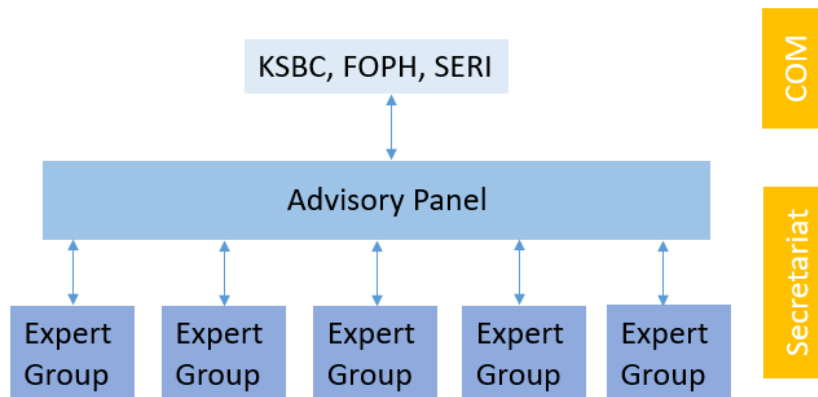 KSBC, FOPH, SERI
COM
Advisory Panel
Secretariat
Expert
Group
Expert
Group
Expert
Group
Expert
Group
Expert
Group